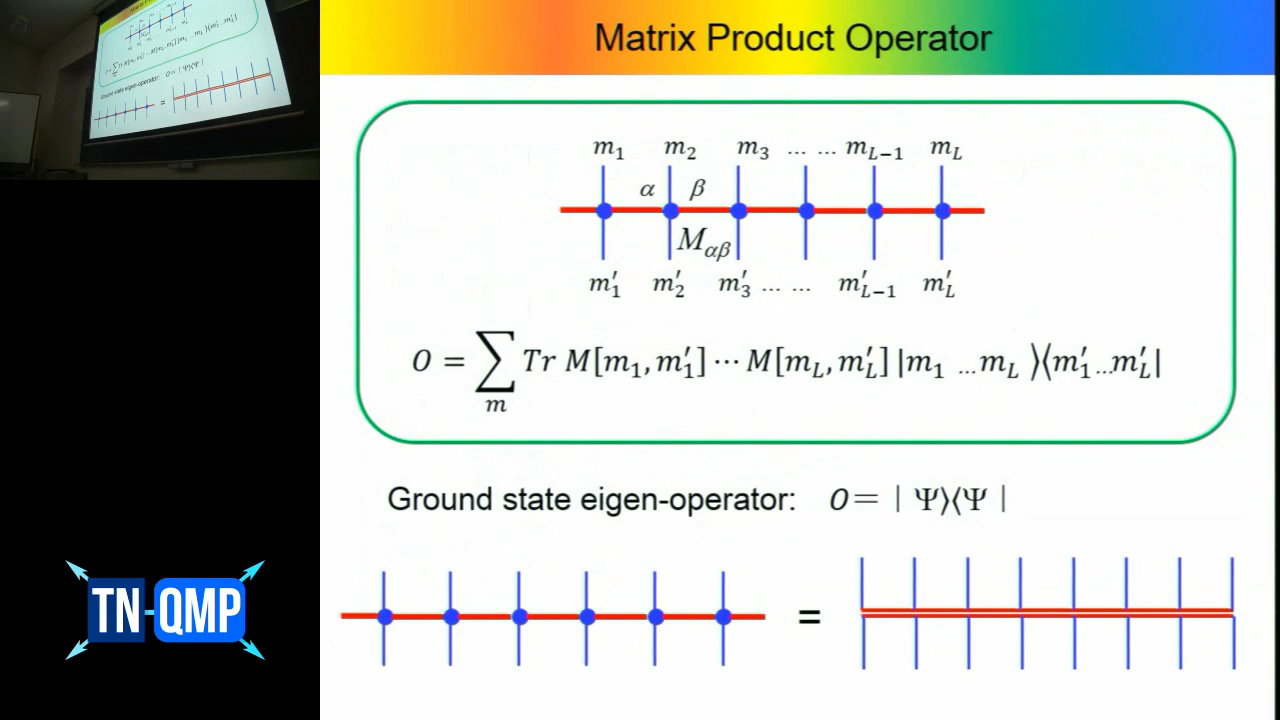 Matrix Product Operator
m₁ m₂ m₃ … … m_{L−1} m_L
α β
M_{αβ}
m′₁ m′₂ m′₃ … … m′_{L−1} m′_L
O = ∑_m Tr M[m₁, m′₁] ⋯ M[m_L, m′_L] |m₁ …m_L ⟩⟨m′₁…m′_L|
Ground state eigen-operator: O= | Ψ⟩⟨Ψ |
=
TN-QMP